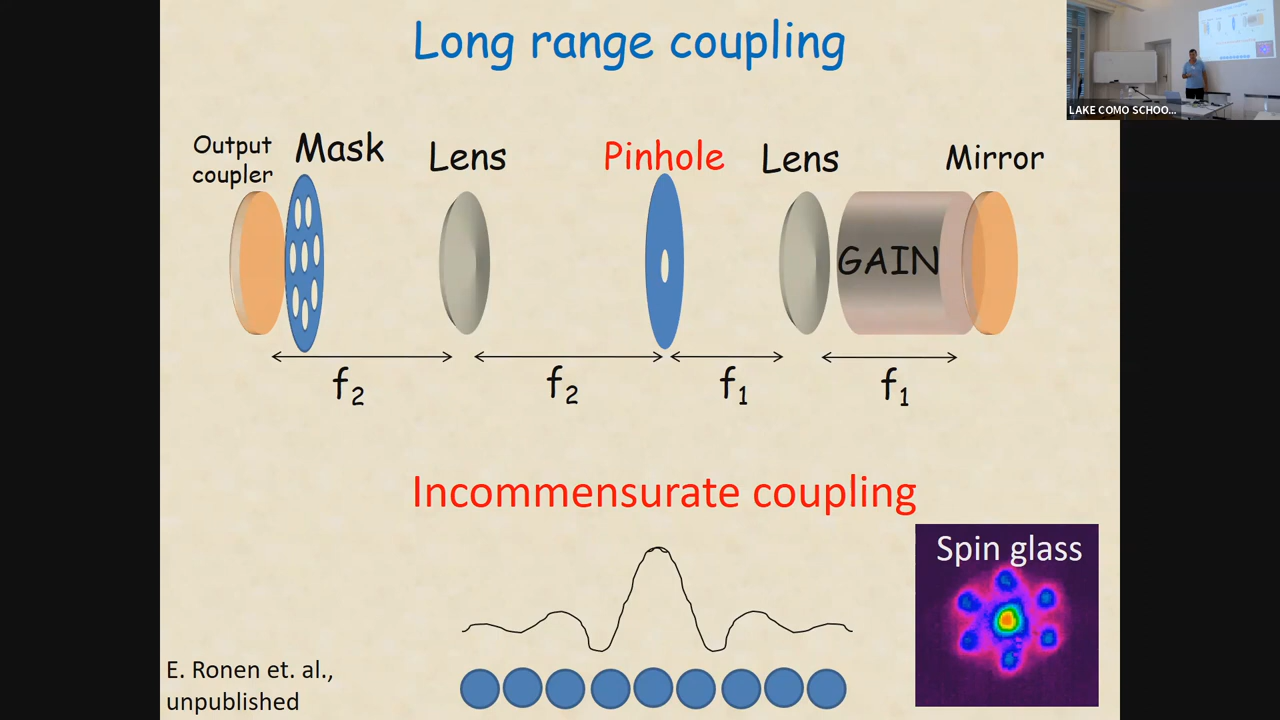 Long range coupling
LAKE COMO SCHOO...
Output
coupler
Mask
Lens
Pinhole
Lens
Mirror
GAIN
f2
f2
f1
f1
Incommensurate coupling
Spin glass
E. Ronen et. al.,
unpublished